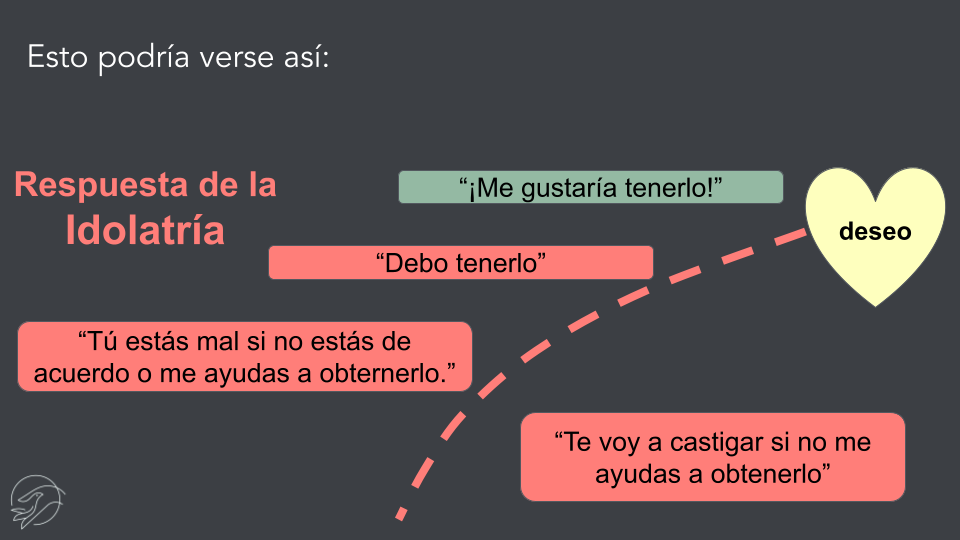 Esto podría verse así:
Respuesta de la
Idolatría
“¡Me gustaría tenerlo!”
deseo
“Debo tenerlo”
“Tú estás mal si no estás de
acuerdo o me ayudas a obternerlo.”
“Te voy a castigar si no me
ayudas a obtenerlo”